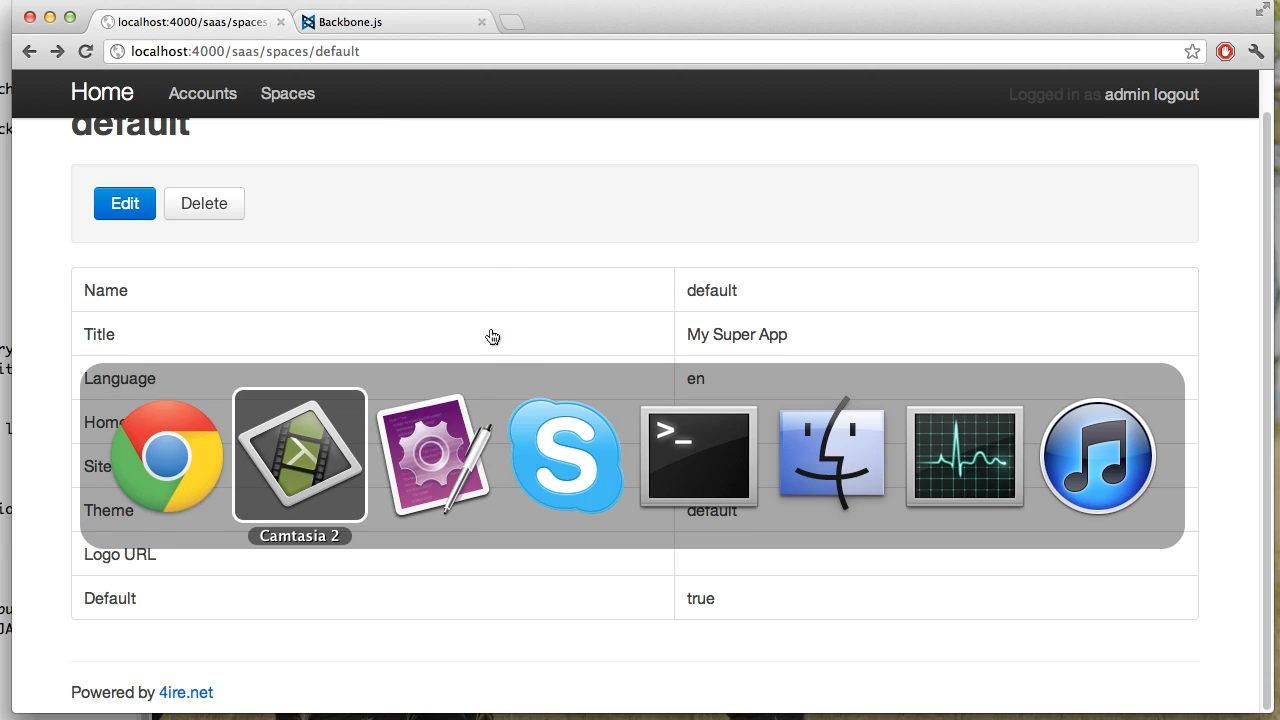 localhost:4000/saas/spaces
Backbone.js
localhost:4000/saas/spaces/default
Home Accounts Spaces Logged in as admin logout
default
Edit Delete
Name default
Title My Super App
Language en
Home
Site
Theme default
Logo URL
Default true
>_
S
Camtasia 2
Powered by 4ire.net